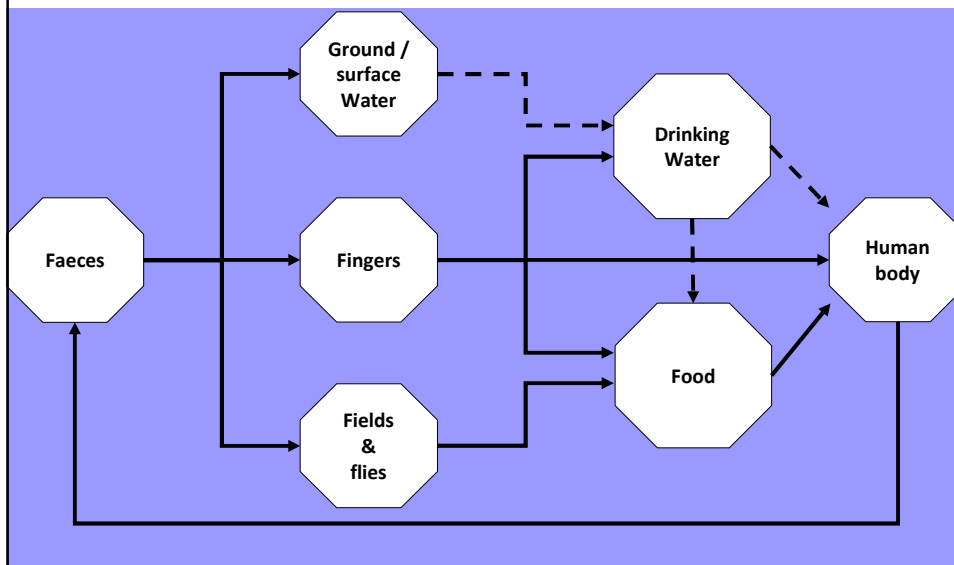 Ground /
surface
Water
Drinking
Water
Faeces
Fingers
Human
body
Food
Fields
&
flies